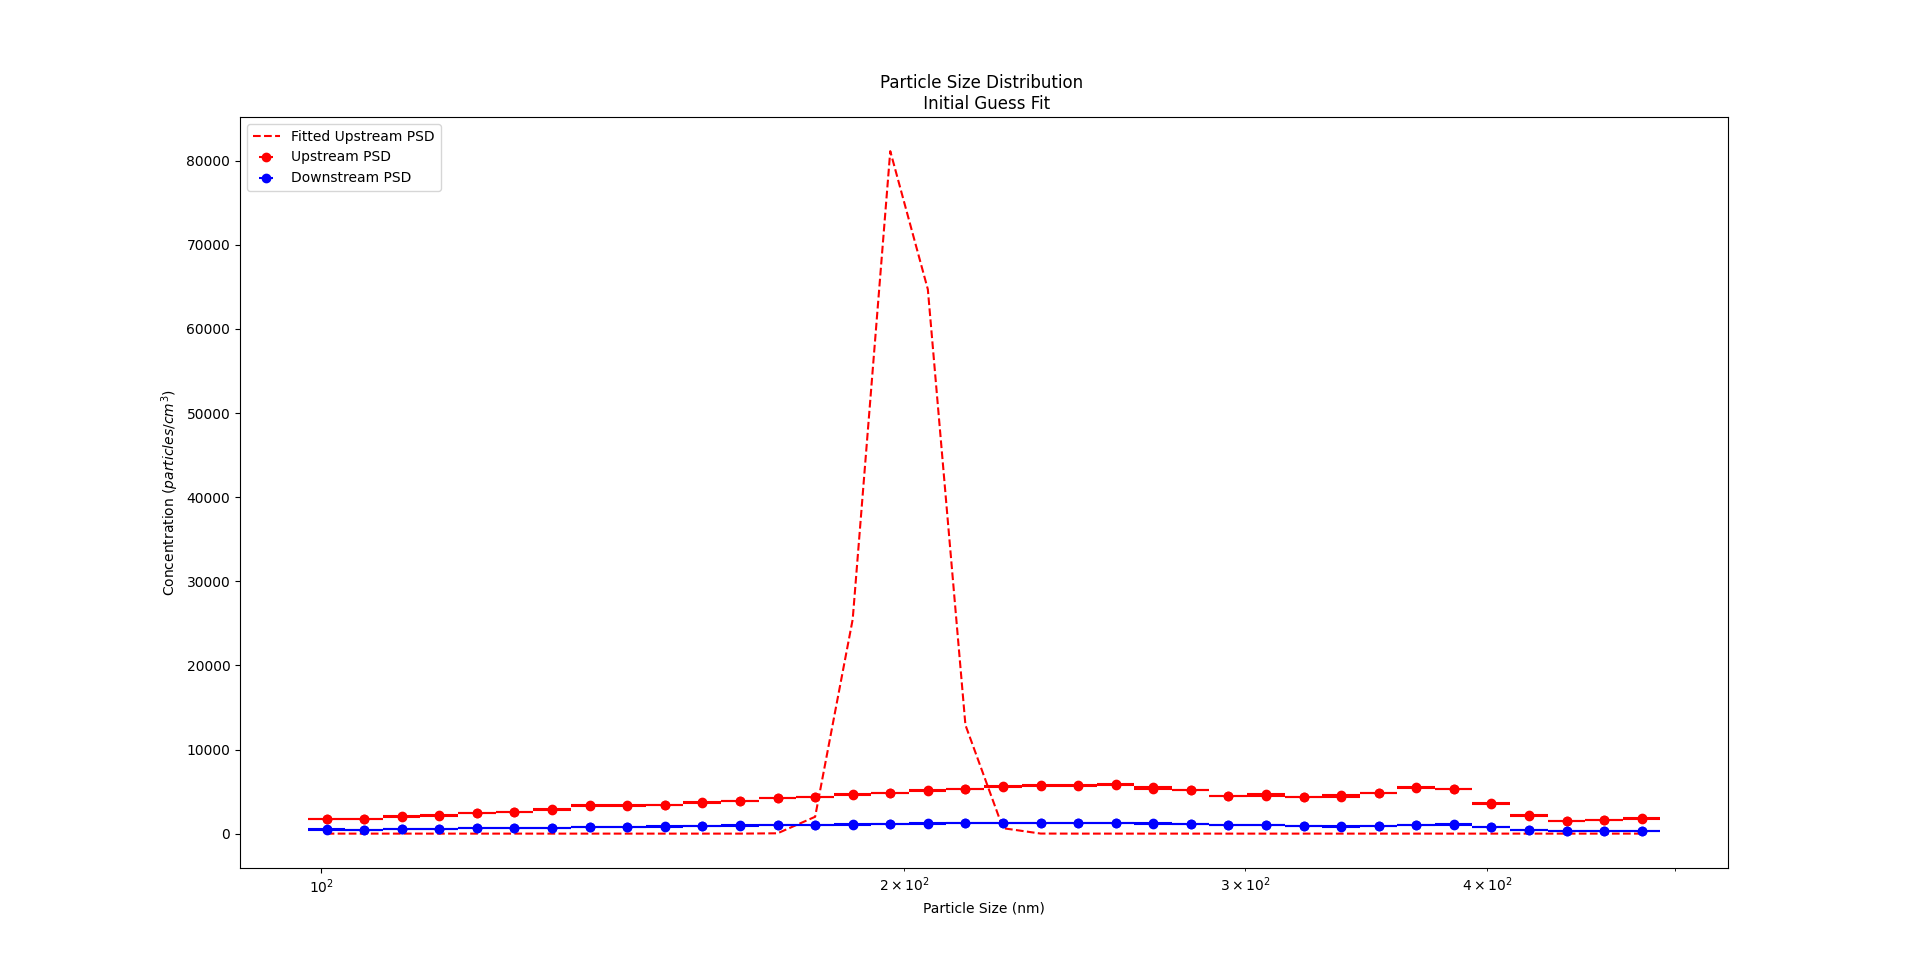 Particle Size Distribution
Initial Guess Fit
Fitted Upstream PSD
Upstream PSD
Downstream PSD
80000
70000
60000
50000
40000
30000
20000
10000
0
Concentration (particles/cm³)
10² 2 × 10² 3 × 10² 4 × 10²
Particle Size (nm)